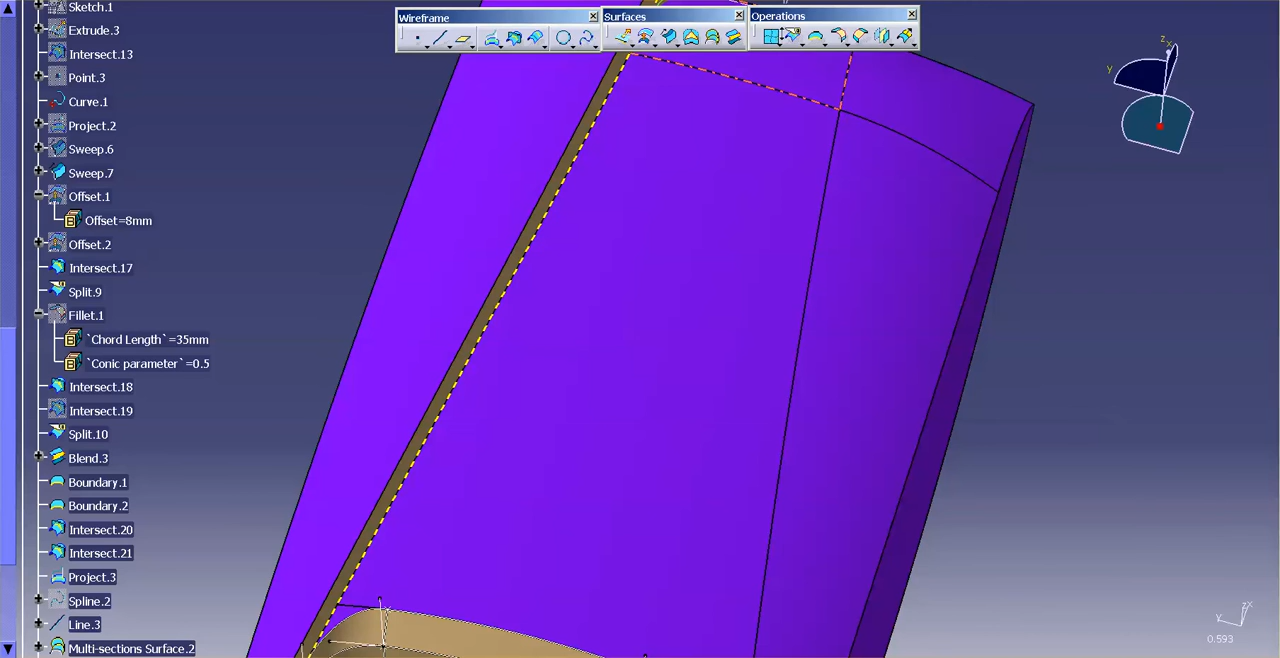 Wireframe
Surfaces
Operations
Sketch.1
Extrude.3
Intersect.13
Point.3
Curve.1
Project.2
Sweep.6
Sweep.7
Offset.1
Offset=8mm
Offset.2
Intersect.17
Split.9
Fillet.1
`Chord Length`=35mm
`Conic parameter`=0.5
Intersect.18
Intersect.19
Split.10
Blend.3
Boundary.1
Boundary.2
Intersect.20
Intersect.21
Project.3
Spline.2
Line.3
Multi-sections Surface.2
z
x
y
z
x
y
0.593